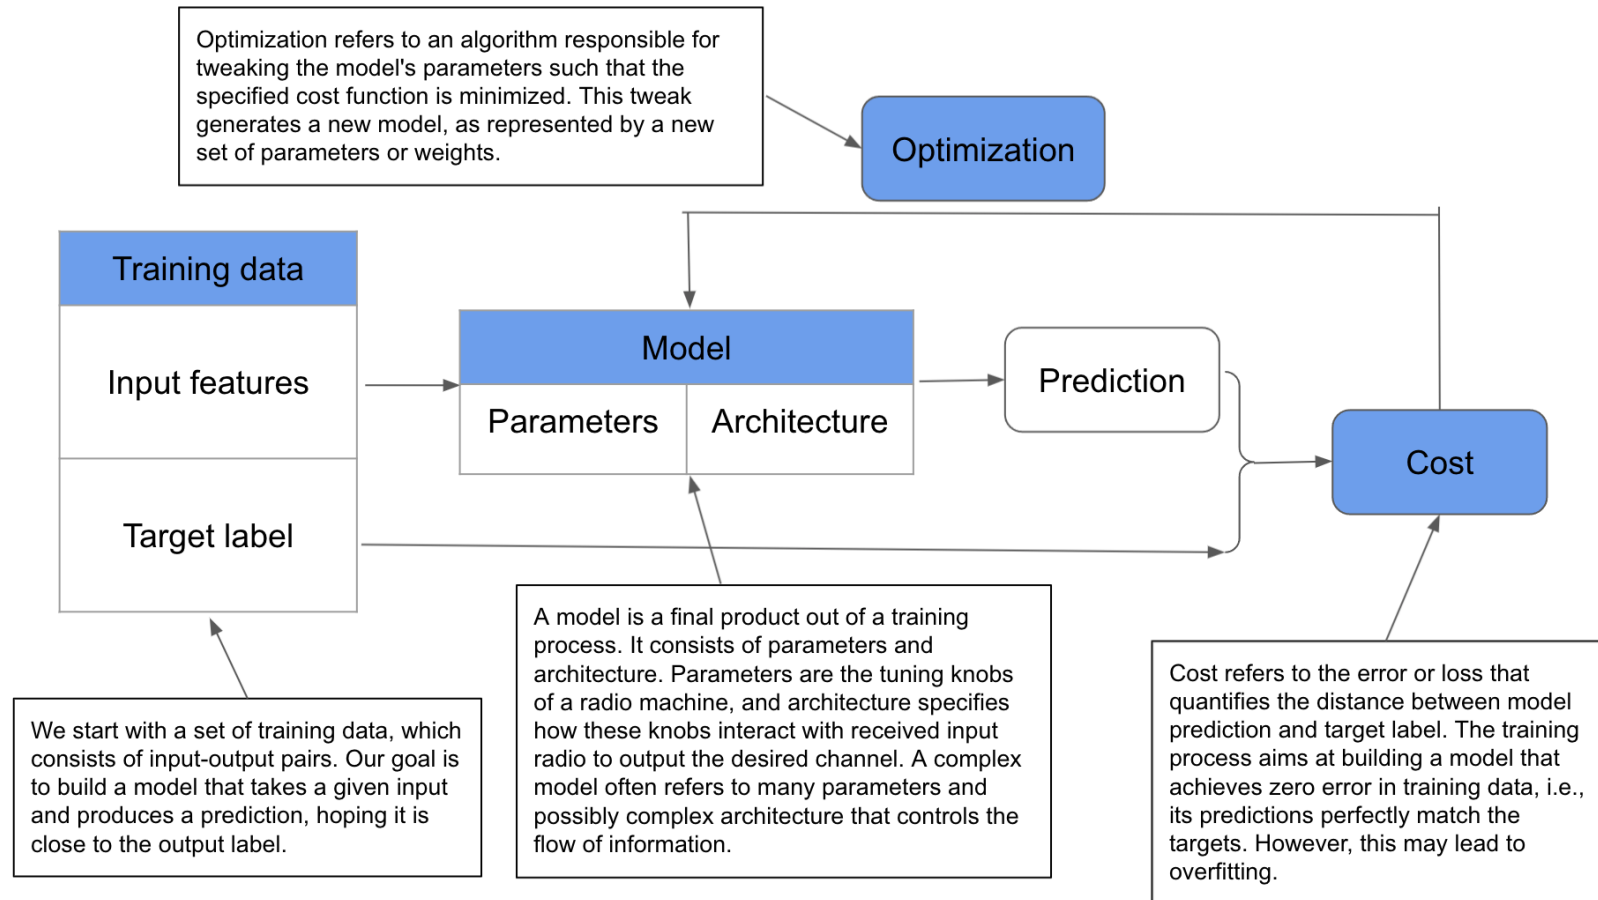 Optimization refers to an algorithm responsible for
tweaking the model's parameters such that the
specified cost function is minimized. This tweak
generates a new model, as represented by a new
set of parameters or weights.
Optimization
Training data
Input features
Target label
Model
Parameters
Architecture
Prediction
Cost
We start with a set of training data, which
consists of input-output pairs. Our goal is
to build a model that takes a given input
and produces a prediction, hoping it is
close to the output label.
A model is a final product out of a training
process. It consists of parameters and
architecture. Parameters are the tuning knobs
of a radio machine, and architecture specifies
how these knobs interact with received input
radio to output the desired channel. A complex
model often refers to many parameters and
possibly complex architecture that controls the
flow of information.
Cost refers to the error or loss that
quantifies the distance between model
prediction and target label. The training
process aims at building a model that
achieves zero error in training data, i.e.,
its predictions perfectly match the
targets. However, this may lead to
overfitting.